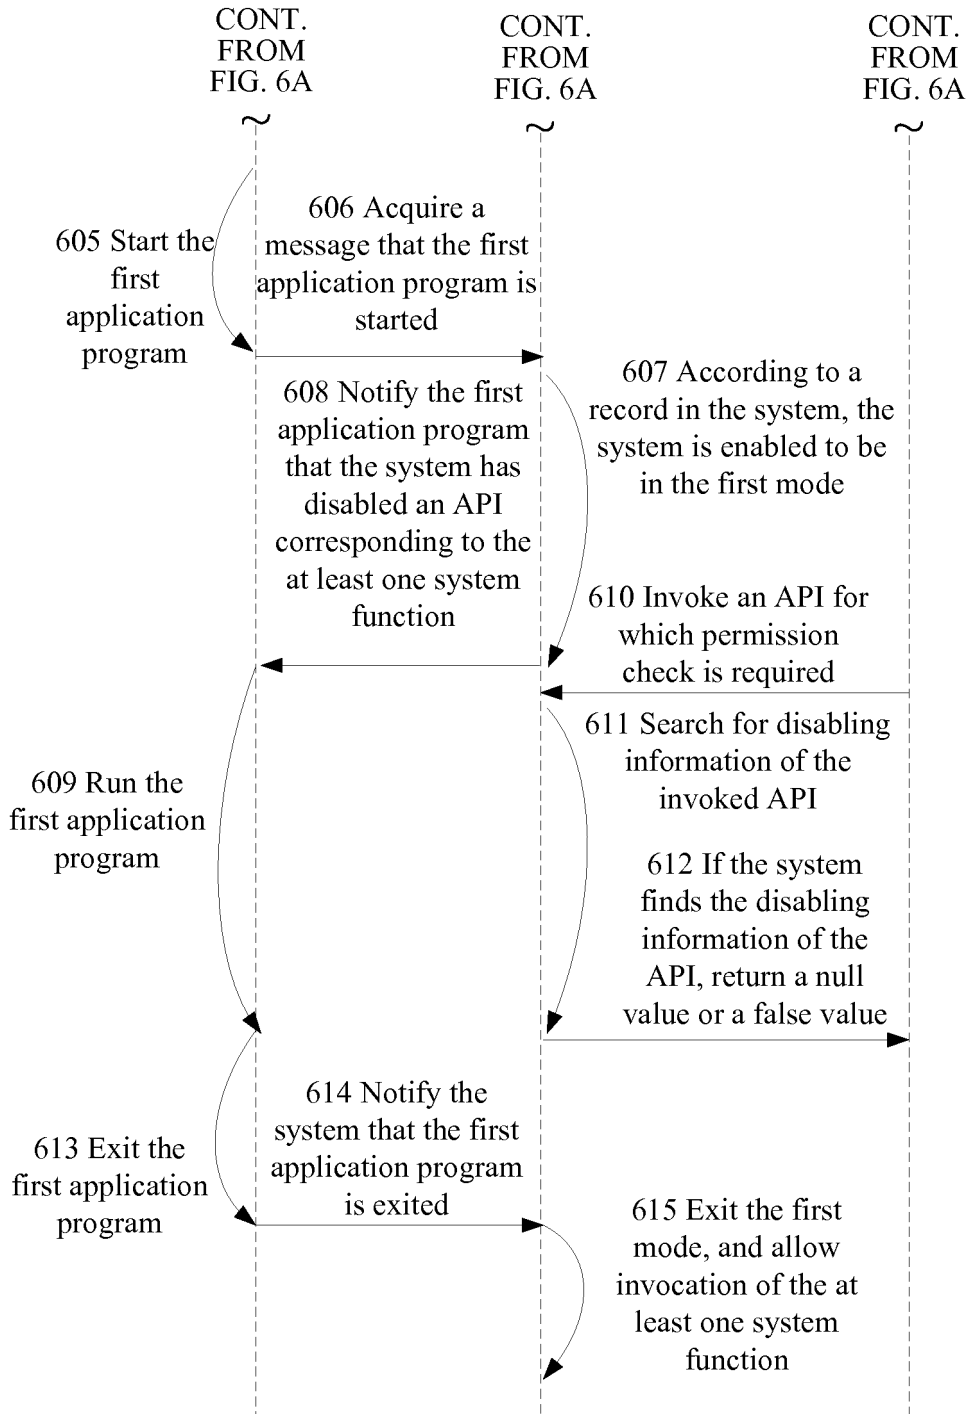 CONT.
FROM
FIG. 6A
CONT.
FROM
FIG. 6A
CONT.
FROM
FIG. 6A
605 Start the
first
application
program
606 Acquire a
message that the first
application program is
started
607 According to a
record in the system, the
system is enabled to be
in the first mode
608 Notify the first
application program
that the system has
disabled an API
corresponding to the
at least one system
function
610 Invoke an API for
which permission
check is required
609 Run the
first application
program
611 Search for disabling
information of the
invoked API
612 If the system
finds the disabling
information of the
API, return a null
value or a false value
613 Exit the
first application
program
614 Notify the
system that the first
application program
is exited
615 Exit the first
mode, and allow
invocation of the at
least one system
function